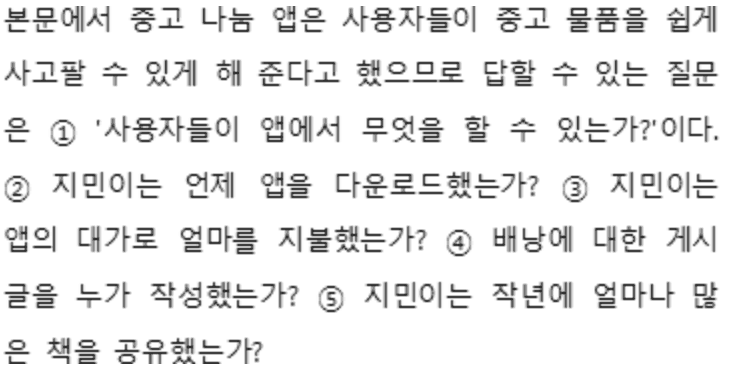 본문에서 중고 나눔 앱은 사용자들이 중고 물품을 쉽게
사고팔 수 있게 해 준다고 했으므로 답할 수 있는 질문
은 ① '사용자들이 앱에서 무엇을 할 수 있는가?'이다.
② 지민이는 언제 앱을 다운로드했는가? ③ 지민이는
앱의 대가로 얼마를 지불했는가? ④ 배낭에 대한 게시
글을 누가 작성했는가? ⑤ 지민이는 작년에 얼마나 많
은 책을 공유했는가?